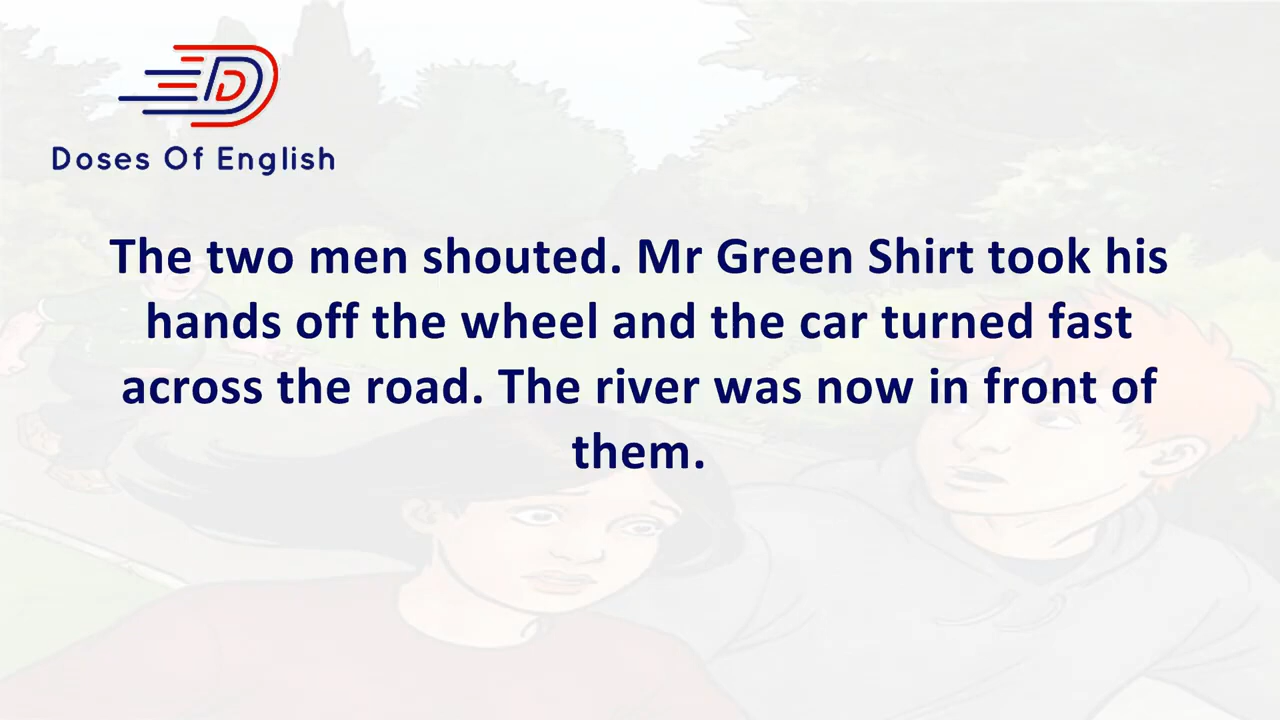 Doses Of English
The two men shouted. Mr Green Shirt took his
hands off the wheel and the car turned fast
across the road. The river was now in front of
them.